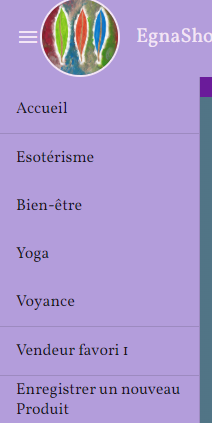 EgnaSho
Accueil
Esotérisme
Bien-être
Yoga
Voyance
Vendeur favori 1
Enregistrer un nouveau
Produit